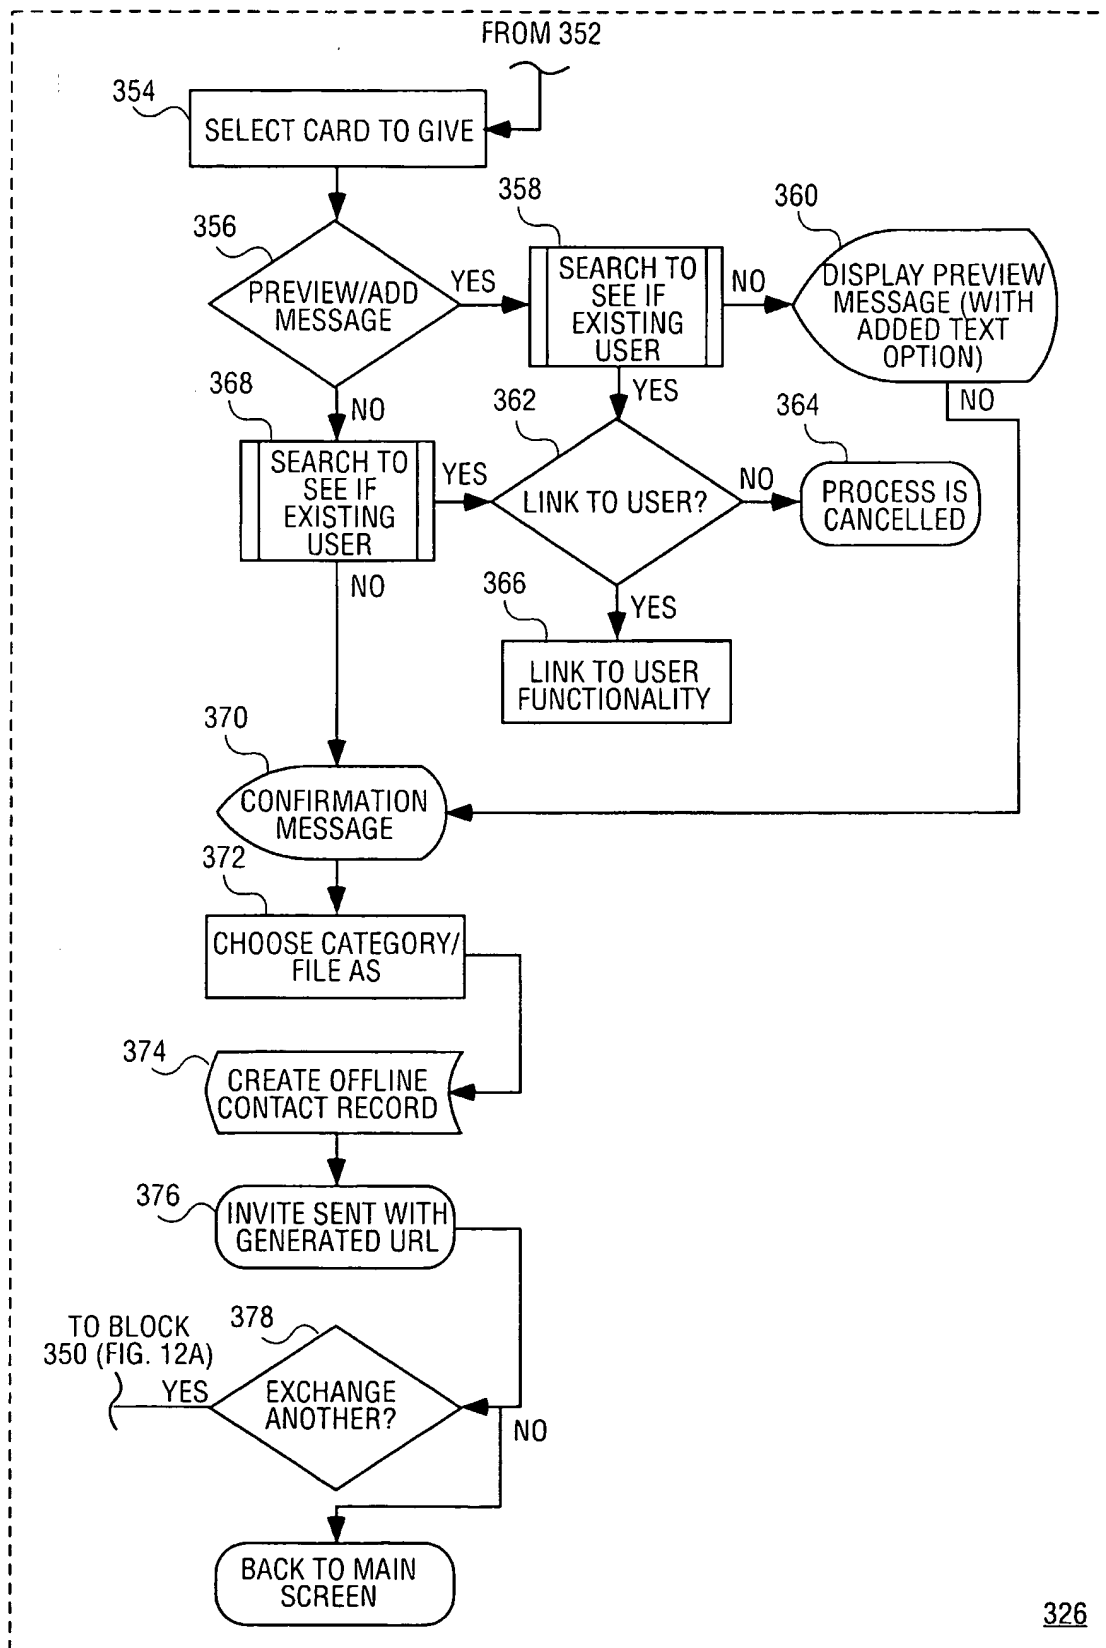 FROM 352
354
SELECT CARD TO GIVE
356
PREVIEW/ADD
MESSAGE
YES
358
SEARCH TO
SEE IF
EXISTING
USER
NO
360
DISPLAY PREVIEW
MESSAGE (WITH
ADDED TEXT
OPTION)
NO
YES
NO
368
SEARCH TO
SEE IF
EXISTING
USER
YES
362
LINK TO USER?
NO
364
PROCESS IS
CANCELLED
NO
YES
366
LINK TO USER
FUNCTIONALITY
370
CONFIRMATION
MESSAGE
372
CHOOSE CATEGORY/
FILE AS
374
CREATE OFFLINE
CONTACT RECORD
376
INVITE SENT WITH
GENERATED URL
378
TO BLOCK
350 (FIG. 12A)
YES
EXCHANGE
ANOTHER?
NO
BACK TO MAIN
SCREEN
326